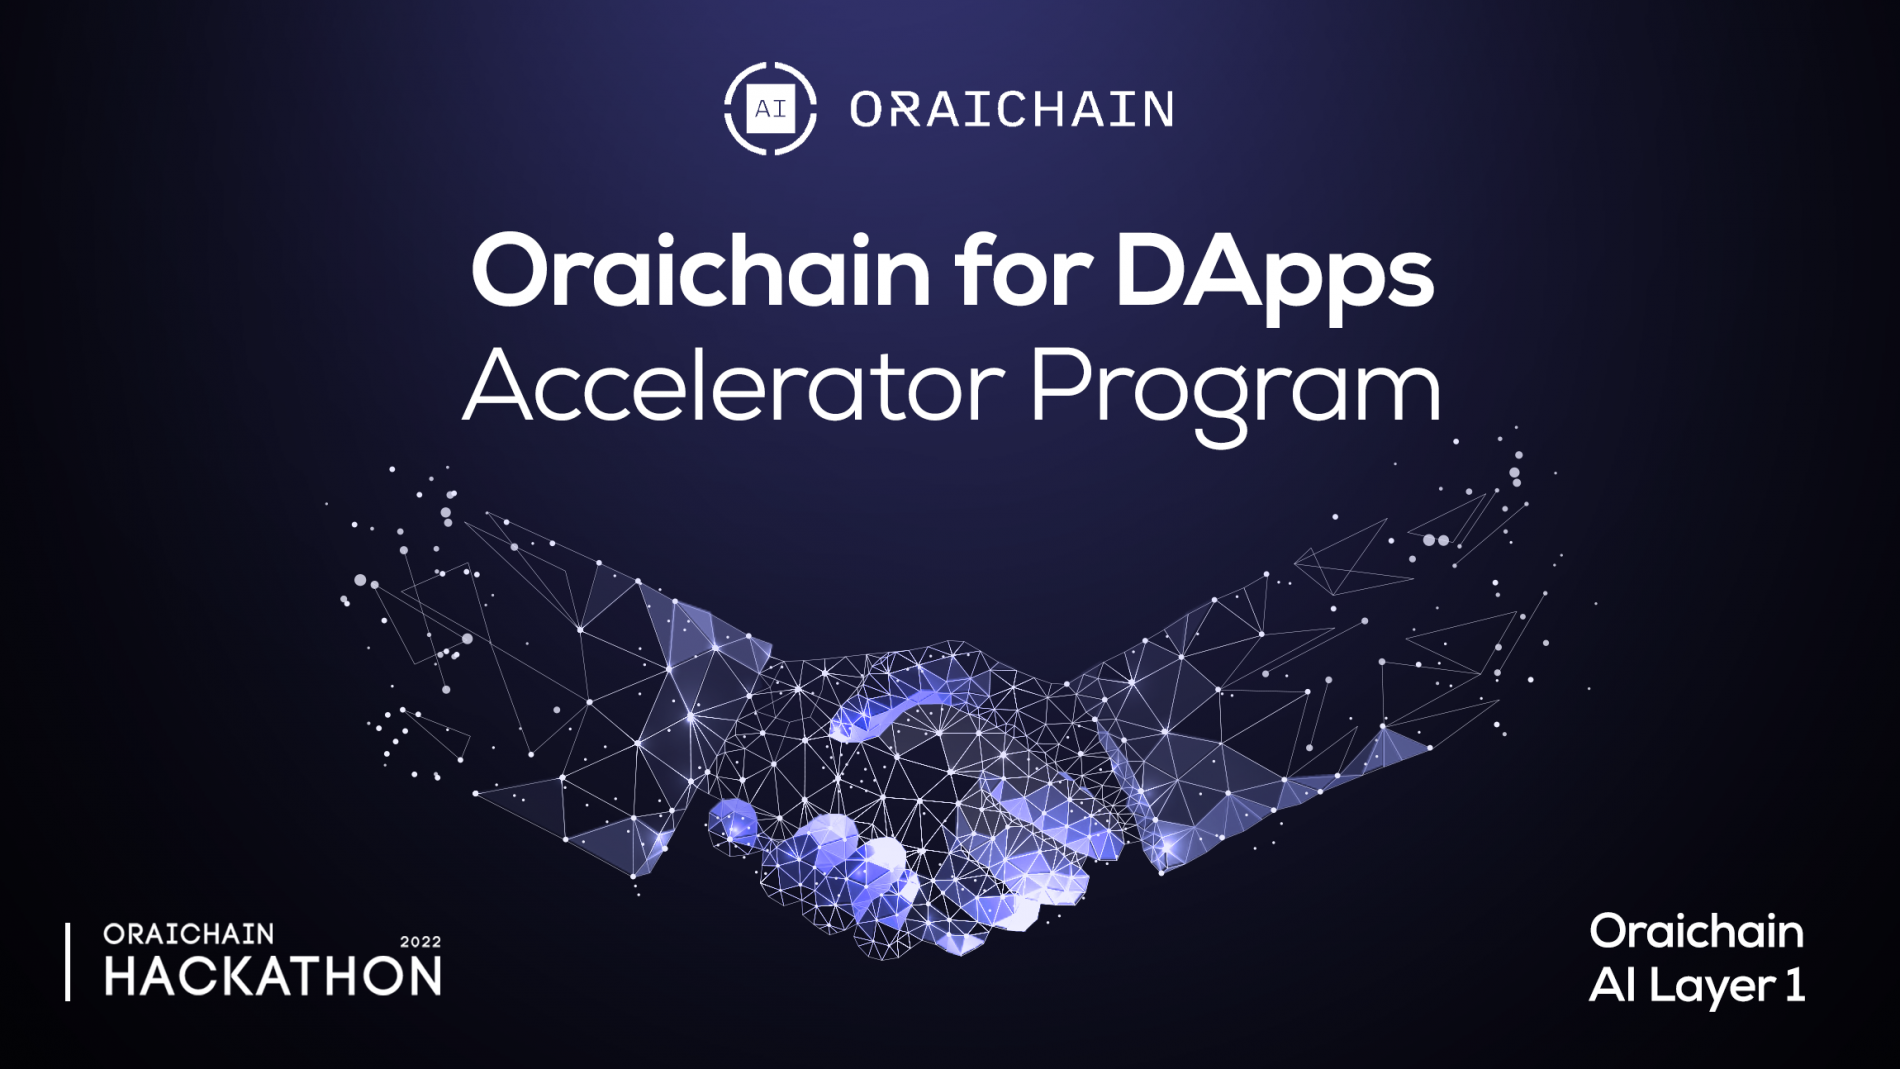 AI ORAICHAIN
Oraichain for DApps
Accelerator Program
ORAICHAIN
2022
HACKATHON
Oraichain
AI Layer 1